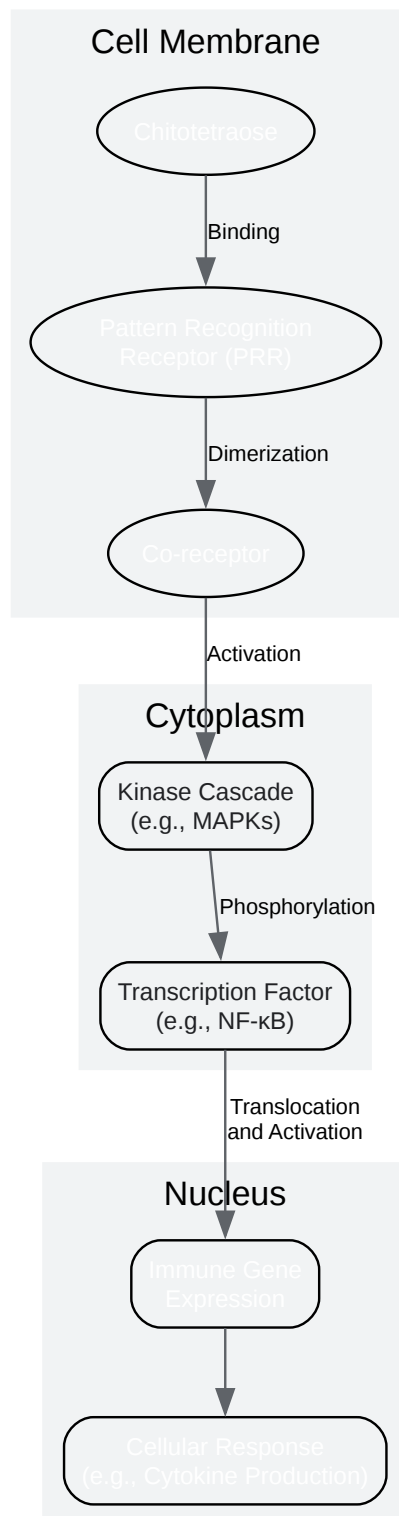 Cell Membrane
Chitotetraose
Binding
Pattern Recognition
Receptor (PRR)
Dimerization
Co-receptor
Activation
Cytoplasm
Kinase Cascade
(e.g., MAPKs)
Phosphorylation
Transcription Factor
(e.g., NF-κB)
Translocation
and Activation
Nucleus
Immune Gene
Expression
Cellular Response
(e.g., Cytokine Production)